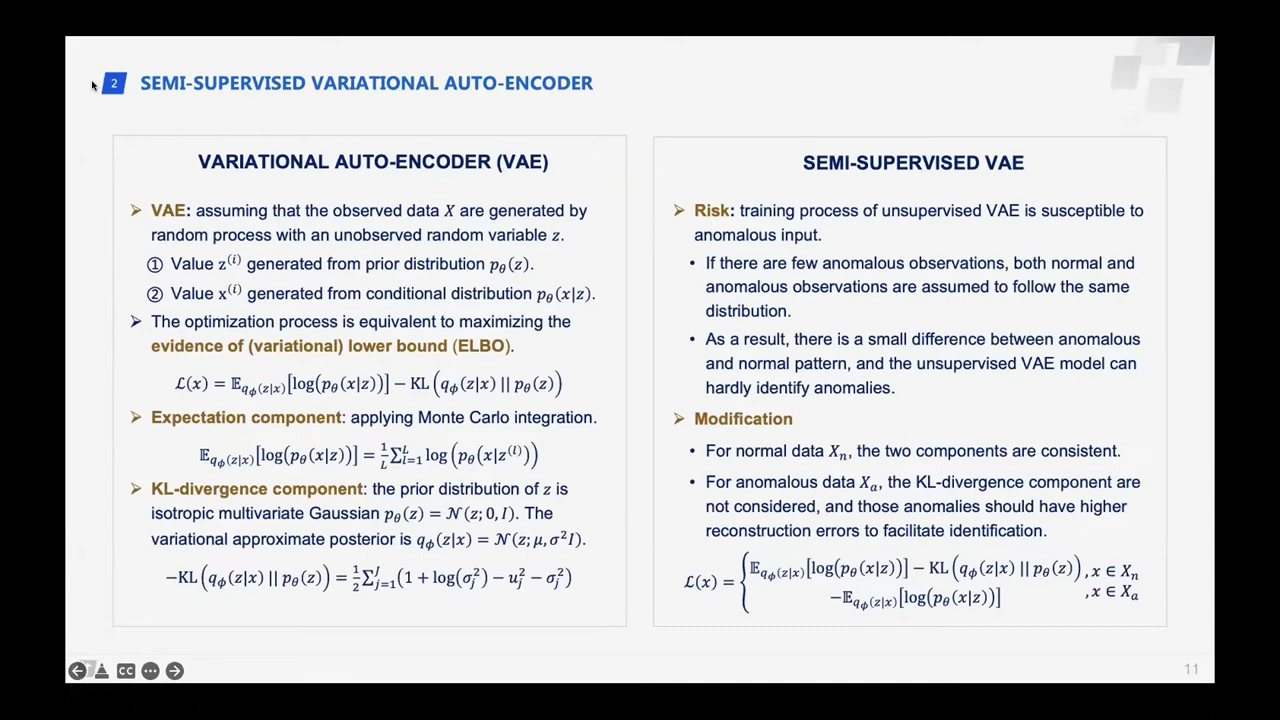 2 SEMI-SUPERVISED VARIATIONAL AUTO-ENCODER
VARIATIONAL AUTO-ENCODER (VAE)
➢ VAE: assuming that the observed data X are generated by
random process with an unobserved random variable z.
① Value z^(i) generated from prior distribution p_θ(z).
② Value x^(i) generated from conditional distribution p_θ(x|z).
➢ The optimization process is equivalent to maximizing the
evidence of (variational) lower bound (ELBO).
ℒ(x) = 𝔼_{q_ϕ(z|x)}[log(p_θ(x|z))] − KL (q_ϕ(z|x) || p_θ(z))
➢ Expectation component: applying Monte Carlo integration.
𝔼_{q_ϕ(z|x)}[log(p_θ(x|z))] = 1/L ∑_{l=1}^{L} log (p_θ(x|z^(l)))
➢ KL-divergence component: the prior distribution of z is
isotropic multivariate Gaussian p_θ(z) = 𝒩(z; 0, I). The
variational approximate posterior is q_ϕ(z|x) = 𝒩(z; μ, σ²I).
−KL (q_ϕ(z|x) || p_θ(z)) = 1/2 ∑_{j=1}^{J}(1 + log(σ_j²) − u_j² − σ_j²)
SEMI-SUPERVISED VAE
➢ Risk: training process of unsupervised VAE is susceptible to
anomalous input.
• If there are few anomalous observations, both normal and
anomalous observations are assumed to follow the same
distribution.
• As a result, there is a small difference between anomalous
and normal pattern, and the unsupervised VAE model can
hardly identify anomalies.
➢ Modification
• For normal data X_n, the two components are consistent.
• For anomalous data X_a, the KL-divergence component are
not considered, and those anomalies should have higher
reconstruction errors to facilitate identification.
ℒ(x) = { 𝔼_{q_ϕ(z|x)}[log(p_θ(x|z))] − KL (q_ϕ(z|x) || p_θ(z)) , x ∈ X_n
−𝔼_{q_ϕ(z|x)}[log(p_θ(x|z))] , x ∈ X_a
CC
11